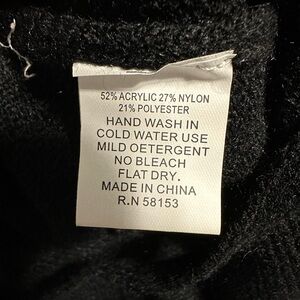 52% ACRYLIC 27% NYLON
21% POLYESTER
HAND WASH IN
COLD WATER USE
MILD OETERGENT
NO BLEACH
FLAT DRY.
MADE IN CHINA
R.N 58153